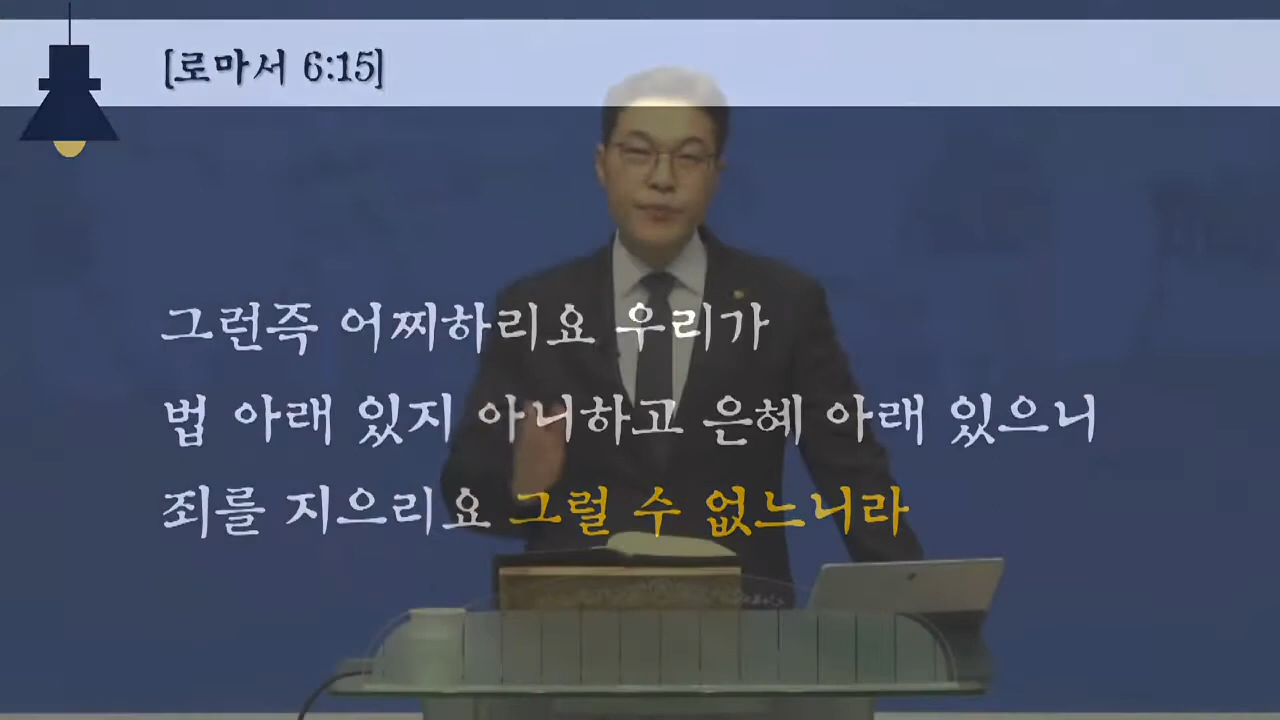 [로마서 6:15]
그런즉 어찌하리요 우리가
법 아래 있지 아니하고 은혜 아래 있으니
죄를 지으리요 그럴 수 없느니라